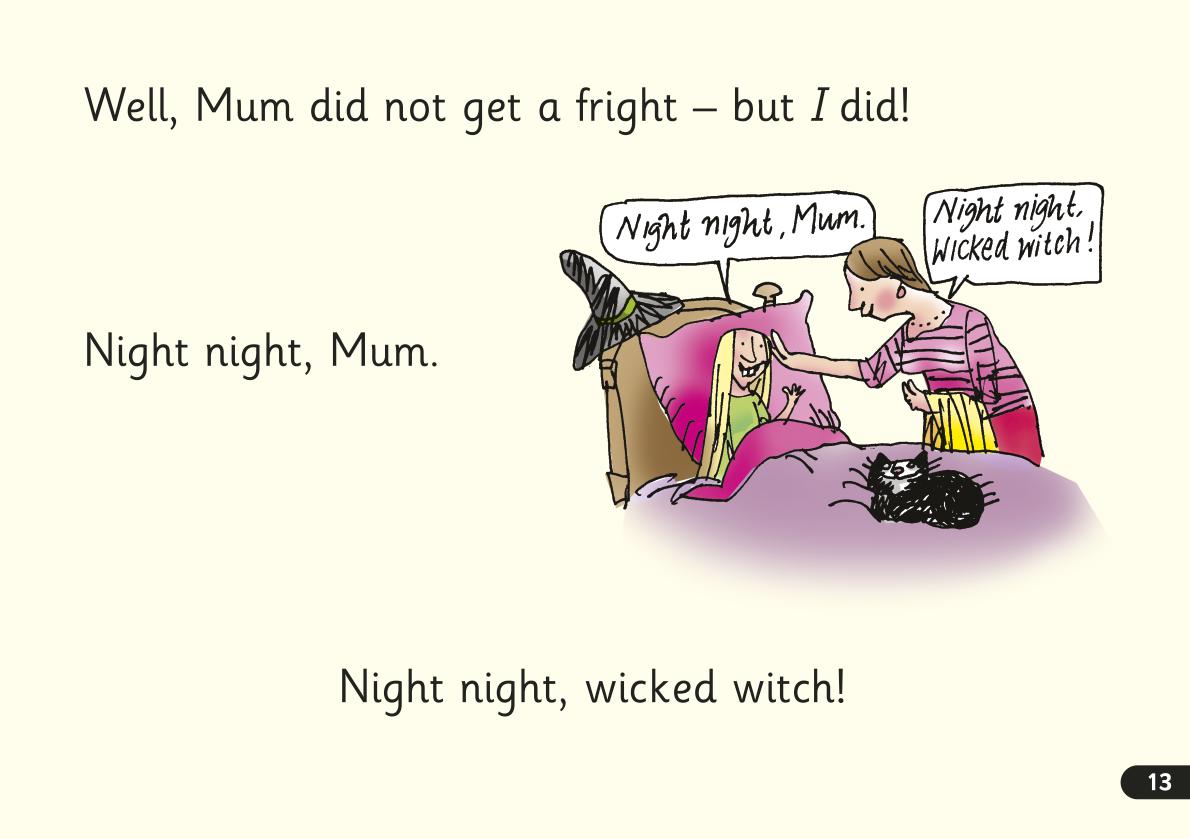 Well, Mum did not get a fright – but I did!
Night night, Mum.
Night night,
Wicked witch!
Night night, Mum.
Night night, wicked witch!
13